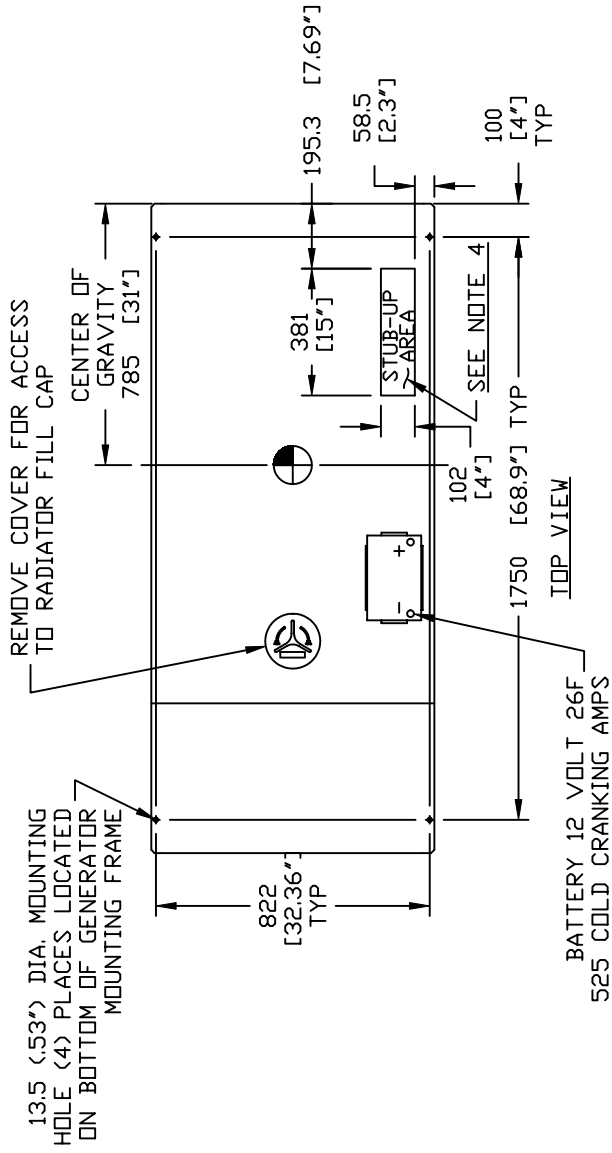 REMOVE COVER FOR ACCESS
TO RADIATOR FILL CAP
13.5 (.53") DIA. MOUNTING
HOLE (4) PLACES LOCATED
ON BOTTOM OF GENERATOR
MOUNTING FRAME
CENTER OF
GRAVITY
785 [31"]
195.3 [7.69"]
381
[15"]
58.5
[2.3"]
STUB-UP
AREA
100
[4"]
TYP
822
[32.36"]
TYP
102
[4"]
SEE NOTE 4
- +
1750 [68.9"] TYP
TOP VIEW
BATTERY 12 VOLT 26F
525 COLD CRANKING AMPS